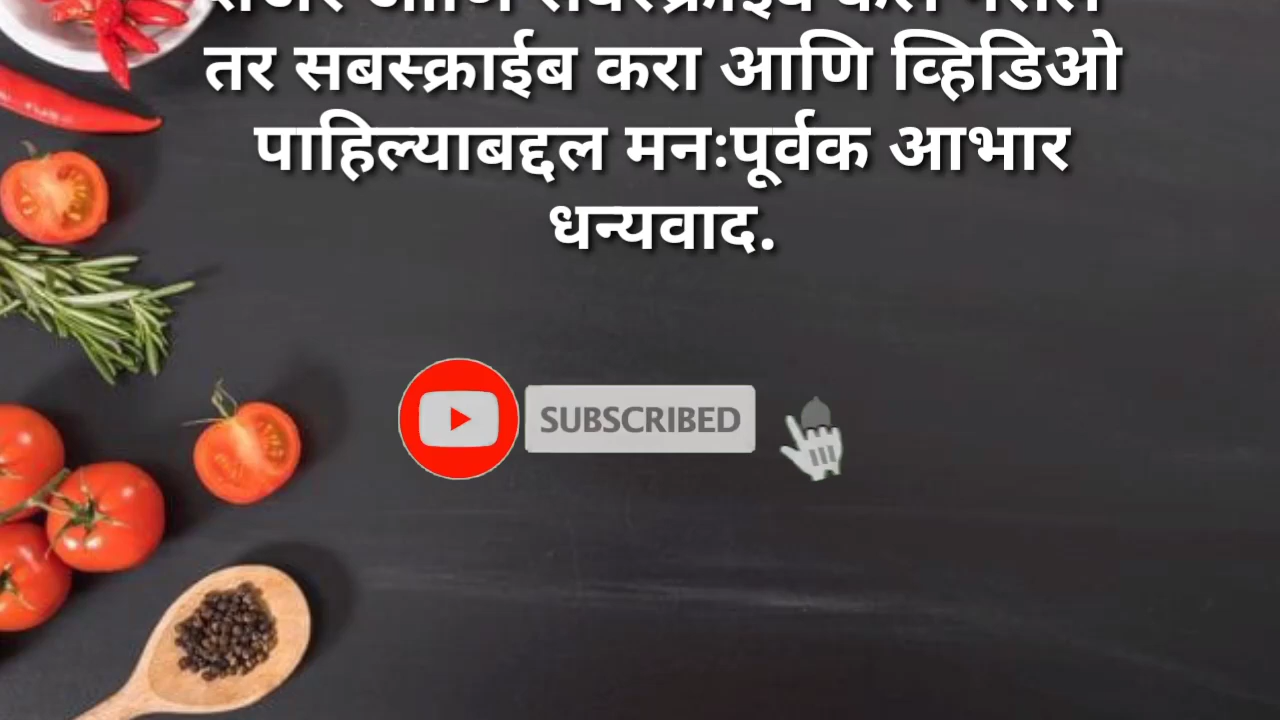 तर सबस्क्राईब करा आणि व्हिडिओ
पाहिल्याबद्दल मनःपूर्वक आभार
धन्यवाद.
SUBSCRIBED